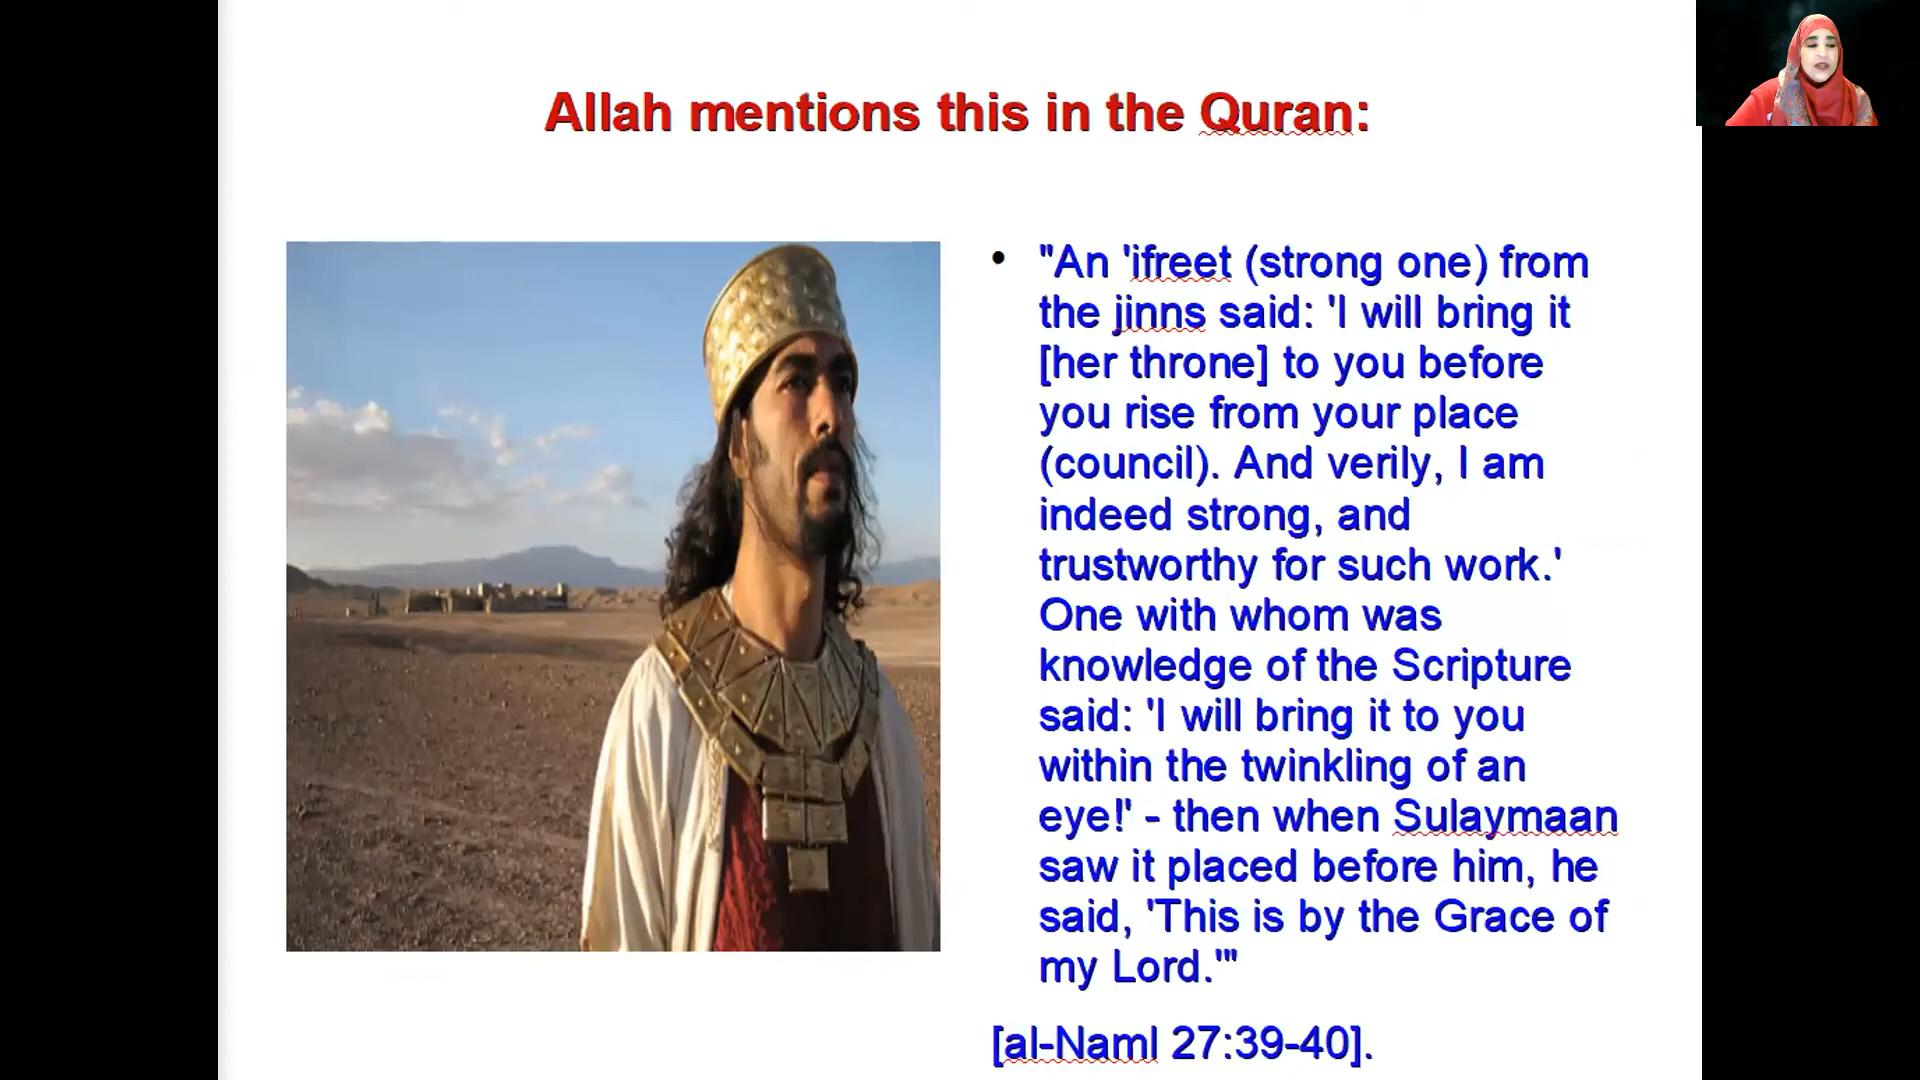 Allah mentions this in the Quran:
• "An 'ifreet (strong one) from
the jinns said: 'I will bring it
[her throne] to you before
you rise from your place
(council). And verily, I am
indeed strong, and
trustworthy for such work.'
One with whom was
knowledge of the Scripture
said: 'I will bring it to you
within the twinkling of an
eye!' - then when Sulaymaan
saw it placed before him, he
said, 'This is by the Grace of
my Lord.'"
[al-Naml 27:39-40].